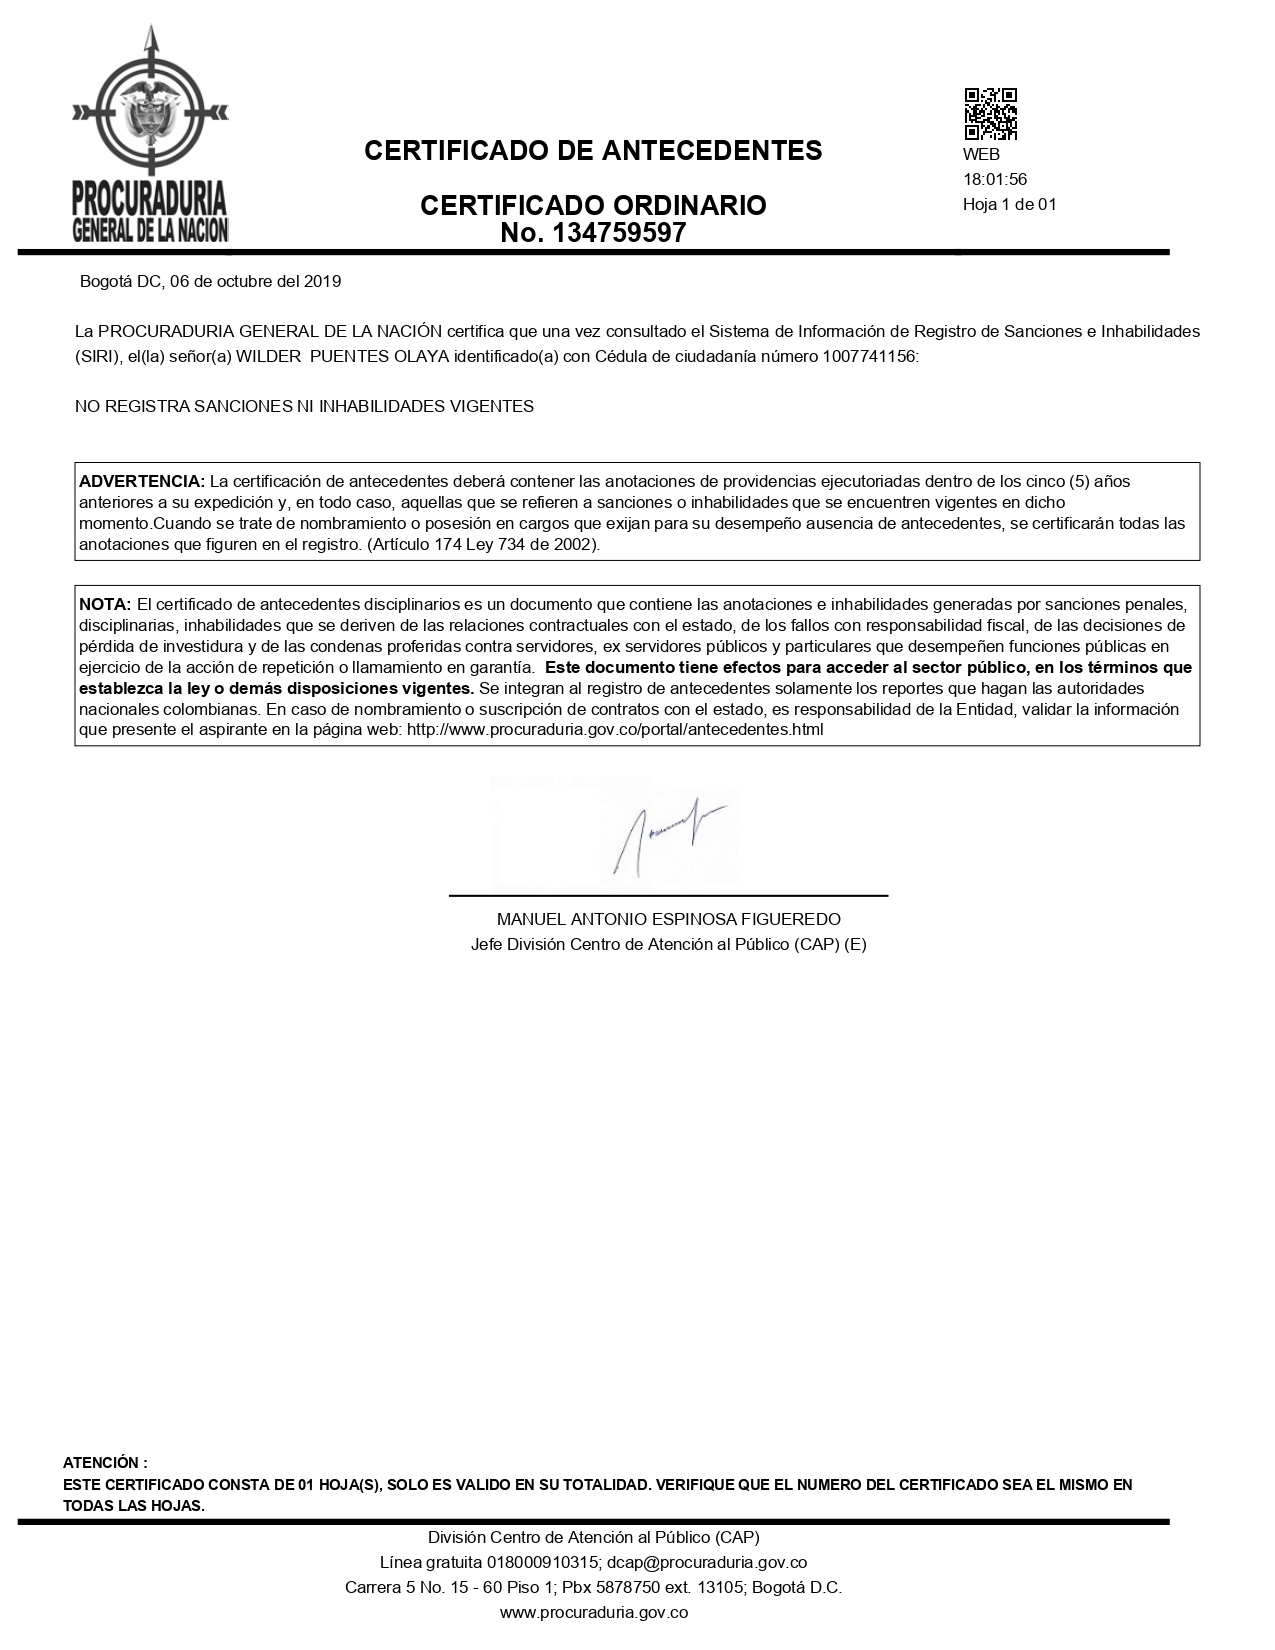 PROCURADURIA
GENERAL DE LA NACION
CERTIFICADO DE ANTECEDENTES
CERTIFICADO ORDINARIO
No. 134759597
WEB
18:01:56
Hoja 1 de 01
Bogotá DC, 06 de octubre del 2019
La PROCURADURIA GENERAL DE LA NACIÓN certifica que una vez consultado el Sistema de Información de Registro de Sanciones e Inhabilidades
(SIRI), el(la) señor(a) WILDER  PUENTES OLAYA identificado(a) con Cédula de ciudadanía número 1007741156:
NO REGISTRA SANCIONES NI INHABILIDADES VIGENTES
ADVERTENCIA: La certificación de antecedentes deberá contener las anotaciones de providencias ejecutoriadas dentro de los cinco (5) años
anteriores a su expedición y, en todo caso, aquellas que se refieren a sanciones o inhabilidades que se encuentren vigentes en dicho
momento.Cuando se trate de nombramiento o posesión en cargos que exijan para su desempeño ausencia de antecedentes, se certificarán todas las
anotaciones que figuren en el registro. (Artículo 174 Ley 734 de 2002).
NOTA: El certificado de antecedentes disciplinarios es un documento que contiene las anotaciones e inhabilidades generadas por sanciones penales,
disciplinarias, inhabilidades que se deriven de las relaciones contractuales con el estado, de los fallos con responsabilidad fiscal, de las decisiones de
pérdida de investidura y de las condenas proferidas contra servidores, ex servidores públicos y particulares que desempeñen funciones públicas en
ejercicio de la acción de repetición o llamamiento en garantía.  Este documento tiene efectos para acceder al sector público, en los términos que
establezca la ley o demás disposiciones vigentes. Se integran al registro de antecedentes solamente los reportes que hagan las autoridades
nacionales colombianas. En caso de nombramiento o suscripción de contratos con el estado, es responsabilidad de la Entidad, validar la información
que presente el aspirante en la página web: http://www.procuraduria.gov.co/portal/antecedentes.html
MANUEL ANTONIO ESPINOSA FIGUEREDO
Jefe División Centro de Atención al Público (CAP) (E)
ATENCIÓN :
ESTE CERTIFICADO CONSTA DE 01 HOJA(S), SOLO ES VALIDO EN SU TOTALIDAD. VERIFIQUE QUE EL NUMERO DEL CERTIFICADO SEA EL MISMO EN
TODAS LAS HOJAS.
División Centro de Atención al Público (CAP)
Línea gratuita 018000910315; dcap@procuraduria.gov.co
Carrera 5 No. 15 - 60 Piso 1; Pbx 5878750 ext. 13105; Bogotá D.C.
www.procuraduria.gov.co